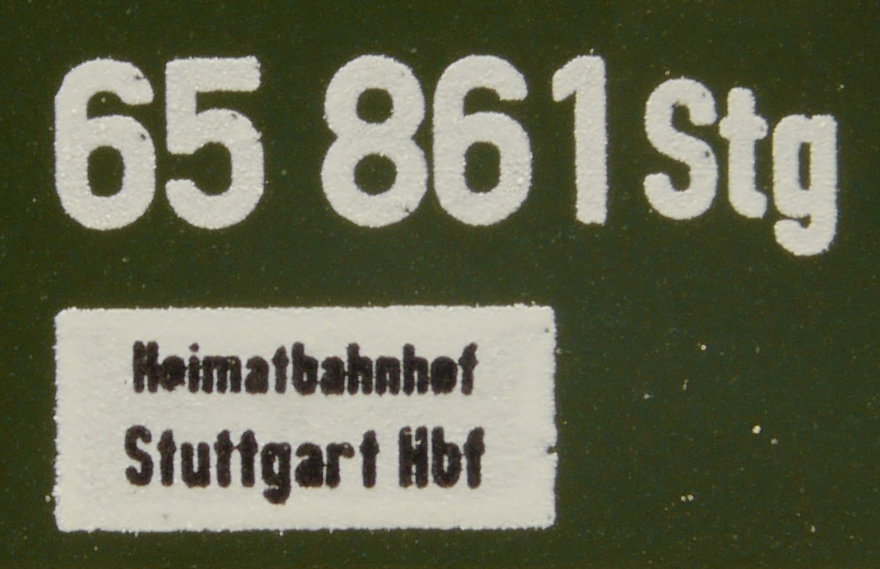 65 861 Stg
Heimatbahnhof
Stuttgart Hbf